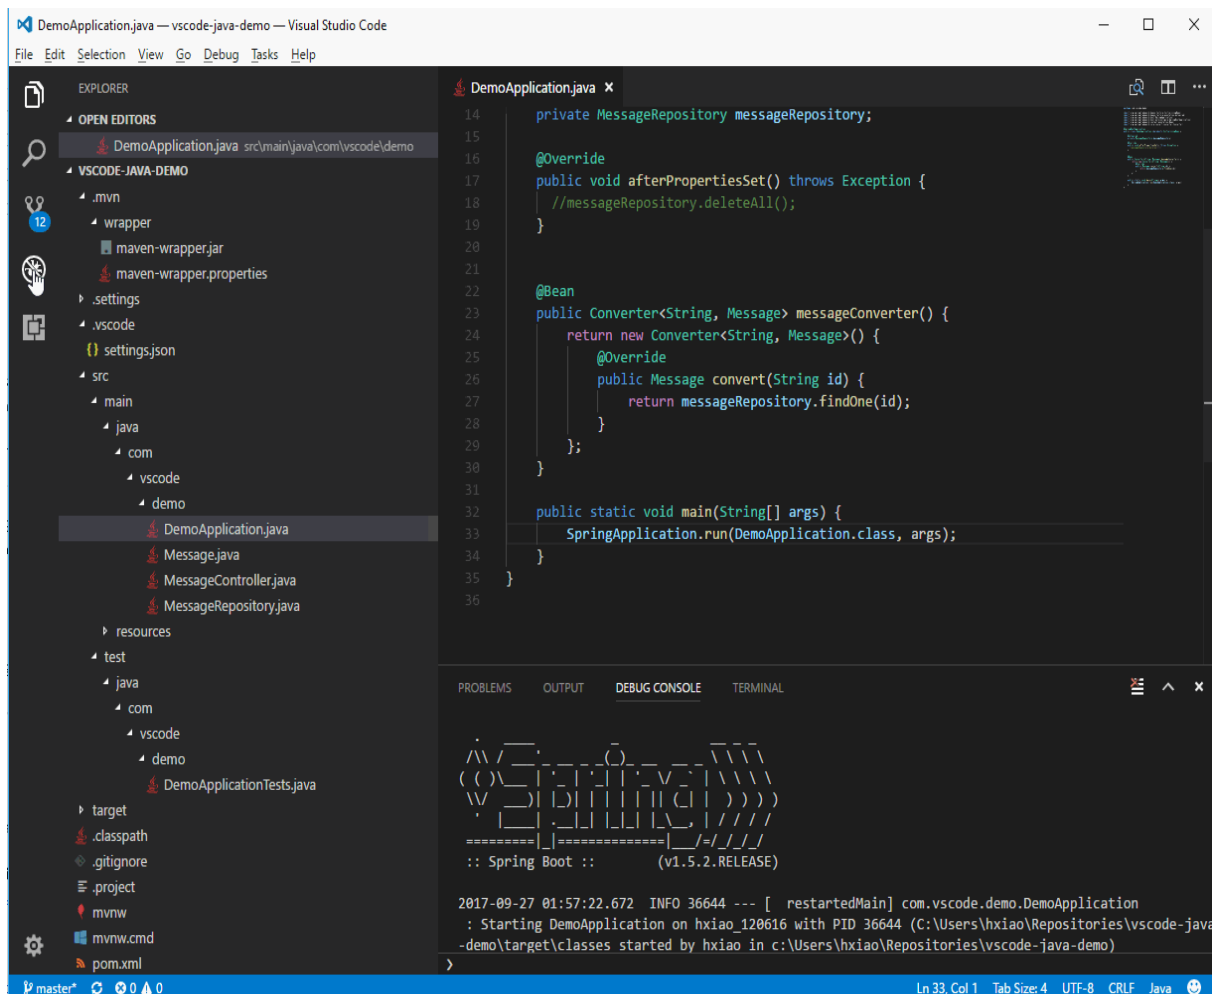 DemoApplication.java — vscode-java-demo — Visual Studio Code
File Edit Selection View Go Debug Tasks Help
EXPLORER
OPEN EDITORS
DemoApplication.java src\main\java\com\vscode\demo
VSCODE-JAVA-DEMO
.mvn
wrapper
maven-wrapper.jar
maven-wrapper.properties
.settings
.vscode
{} settings.json
src
main
java
com
vscode
demo
DemoApplication.java
Message.java
MessageController.java
MessageRepository.java
resources
test
java
com
vscode
demo
DemoApplicationTests.java
target
.classpath
.gitignore
.project
mvnw
mvnw.cmd
pom.xml
12
DemoApplication.java
14 private MessageRepository messageRepository;
15
16 @Override
17 public void afterPropertiesSet() throws Exception {
18 //messageRepository.deleteAll();
19 }
20
21
22 @Bean
23 public Converter<String, Message> messageConverter() {
24 return new Converter<String, Message>() {
25 @Override
26 public Message convert(String id) {
27 return messageRepository.findOne(id);
28 }
29 };
30 }
31
32 public static void main(String[] args) {
33 SpringApplication.run(DemoApplication.class, args);
34 }
35 }
36
PROBLEMS OUTPUT DEBUG CONSOLE TERMINAL
Spring
:: Spring Boot :: (v1.5.2.RELEASE)
2017-09-27 01:57:22.672 INFO 36644 --- [ restartedMain] com.vscode.demo.DemoApplication
: Starting DemoApplication on hxiao_120616 with PID 36644 (C:\Users\hxiao\Repositories\vscode-java
-demo\target\classes started by hxiao in c:\Users\hxiao\Repositories\vscode-java-demo)
master* 0 0 Ln 33, Col 1 Tab Size: 4 UTF-8 CRLF Java